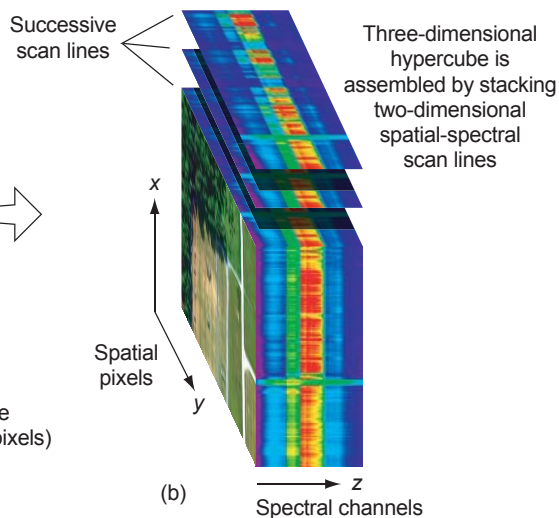 Successive
scan lines
Three-dimensional
hypercube is
assembled by stacking
two-dimensional
spatial-spectral
scan lines
x
Spatial
pixels
y
pixels)
(b)
z
Spectral channels